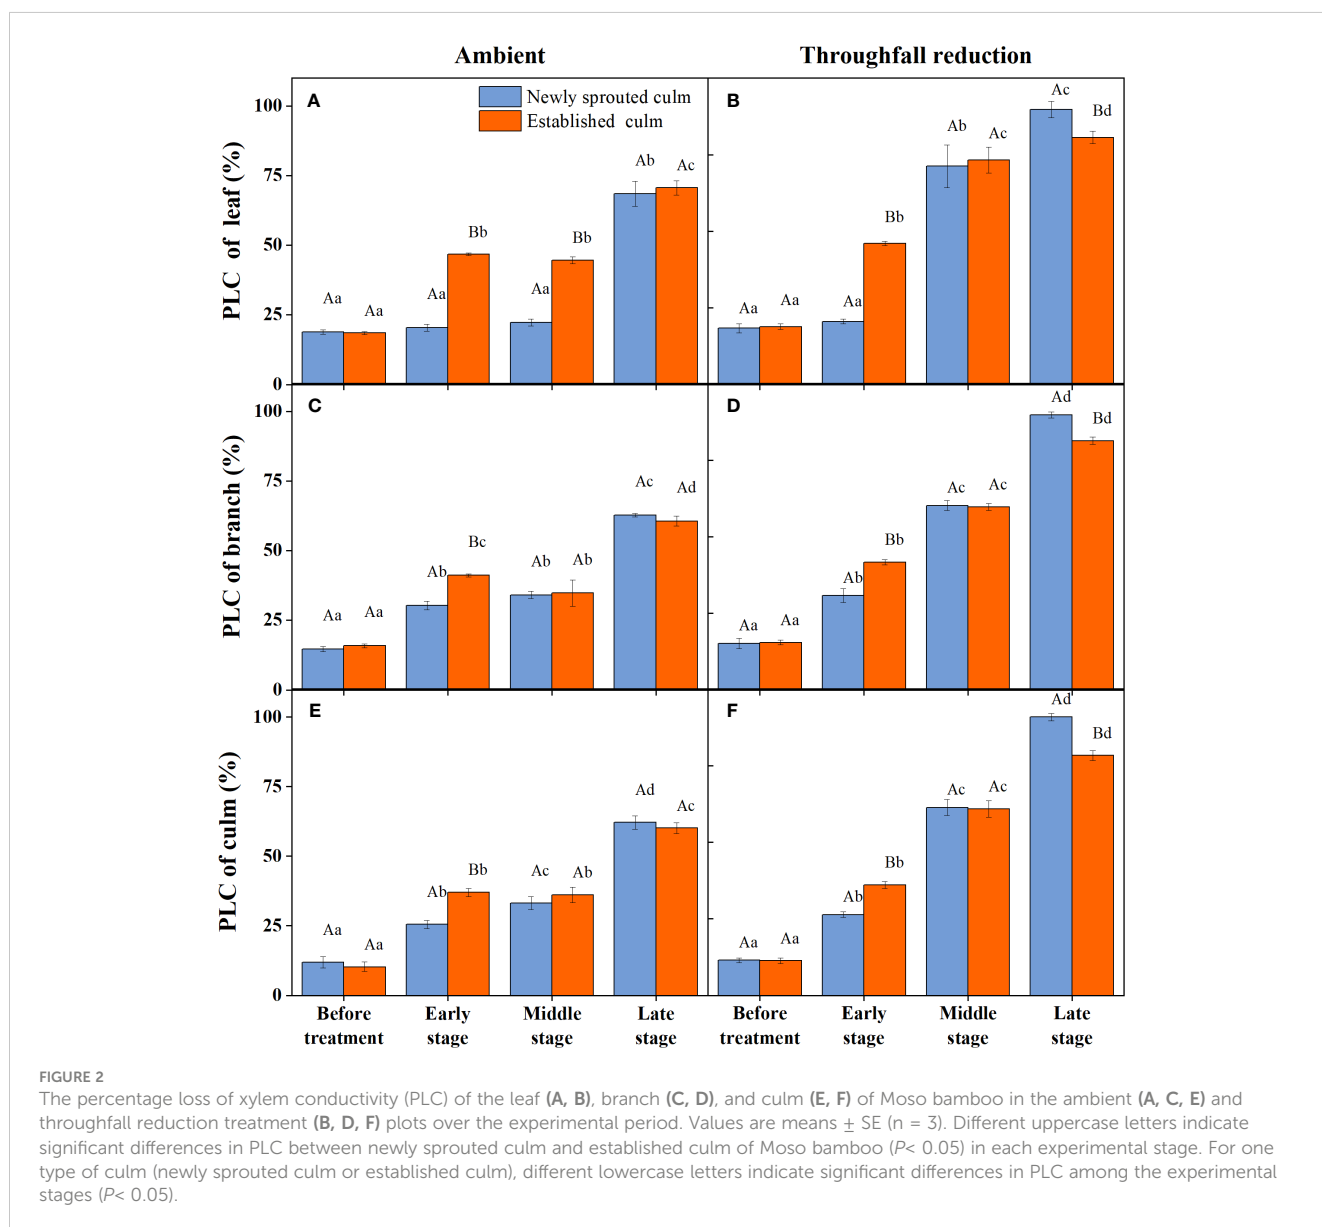 Ambient
Throughfall reduction
A
Newly sprouted culm
Established culm
B
PLC of leaf (%)
100
75
50
25
0
Aa
Aa
Aa
Bb
Aa
Bb
Ab
Ac
Aa
Aa
Aa
Bb
Ab
Ac
Ac
Bd
C
D
PLC of branch (%)
100
75
50
25
0
Aa
Aa
Ab
Bc
Ab
Ab
Ac
Ad
Aa
Aa
Ab
Bb
Ac
Ac
Ad
Bd
E
F
PLC of culm (%)
100
75
50
25
0
Aa
Aa
Ab
Bb
Ac
Ab
Ad
Ac
Aa
Aa
Ab
Bb
Ac
Ac
Ad
Bd
Before treatment
Early stage
Middle stage
Late stage
Before treatment
Early stage
Middle stage
Late stage
FIGURE 2
The percentage loss of xylem conductivity (PLC) of the leaf (A, B), branch (C, D), and culm (E, F) of Moso bamboo in the ambient (A, C, E) and
throughfall reduction treatment (B, D, F) plots over the experimental period. Values are means ± SE (n = 3). Different uppercase letters indicate
significant differences in PLC between newly sprouted culm and established culm of Moso bamboo (P< 0.05) in each experimental stage. For one
type of culm (newly sprouted culm or established culm), different lowercase letters indicate significant differences in PLC among the experimental
stages (P< 0.05).